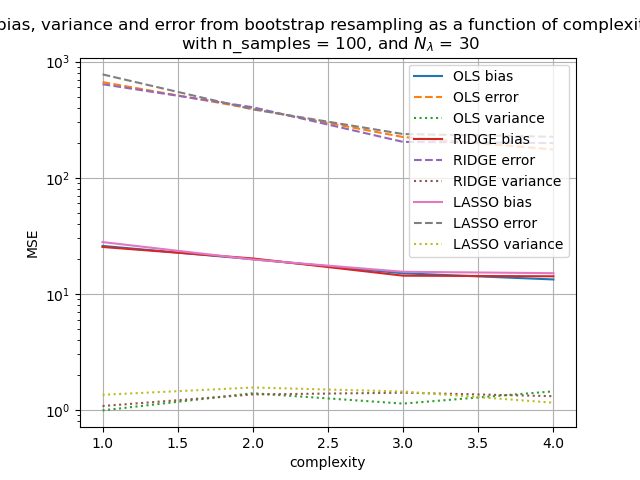 bias, variance and error from bootstrap resampling as a function of
with n_samples = 100, and N_λ = 30
10³
10²
10¹
10⁰
MSE
OLS bias
OLS error
OLS variance
RIDGE bias
RIDGE error
RIDGE variance
LASSO bias
LASSO error
LASSO variance
1.0 1.5 2.0 2.5 3.0 3.5 4.0
complexity